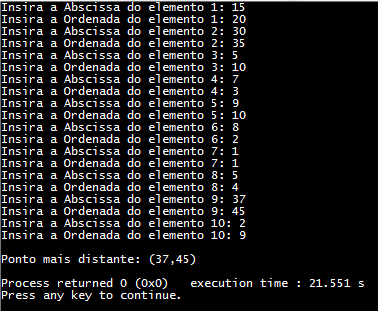 Insira a Abscissa do elemento 1: 15
Insira a Ordenada do elemento 1: 20
Insira a Abscissa do elemento 2: 30
Insira a Ordenada do elemento 2: 35
Insira a Abscissa do elemento 3: 5
Insira a Ordenada do elemento 3: 10
Insira a Abscissa do elemento 4: 7
Insira a Ordenada do elemento 4: 3
Insira a Abscissa do elemento 5: 9
Insira a Ordenada do elemento 5: 10
Insira a Abscissa do elemento 6: 8
Insira a Ordenada do elemento 6: 2
Insira a Abscissa do elemento 7: 1
Insira a Ordenada do elemento 7: 1
Insira a Abscissa do elemento 8: 5
Insira a Ordenada do elemento 8: 4
Insira a Abscissa do elemento 9: 37
Insira a Ordenada do elemento 9: 45
Insira a Abscissa do elemento 10: 2
Insira a Ordenada do elemento 10: 9
Ponto mais distante: (37,45)
Process returned 0 (0x0)   execution time : 21.551 s
Press any key to continue.